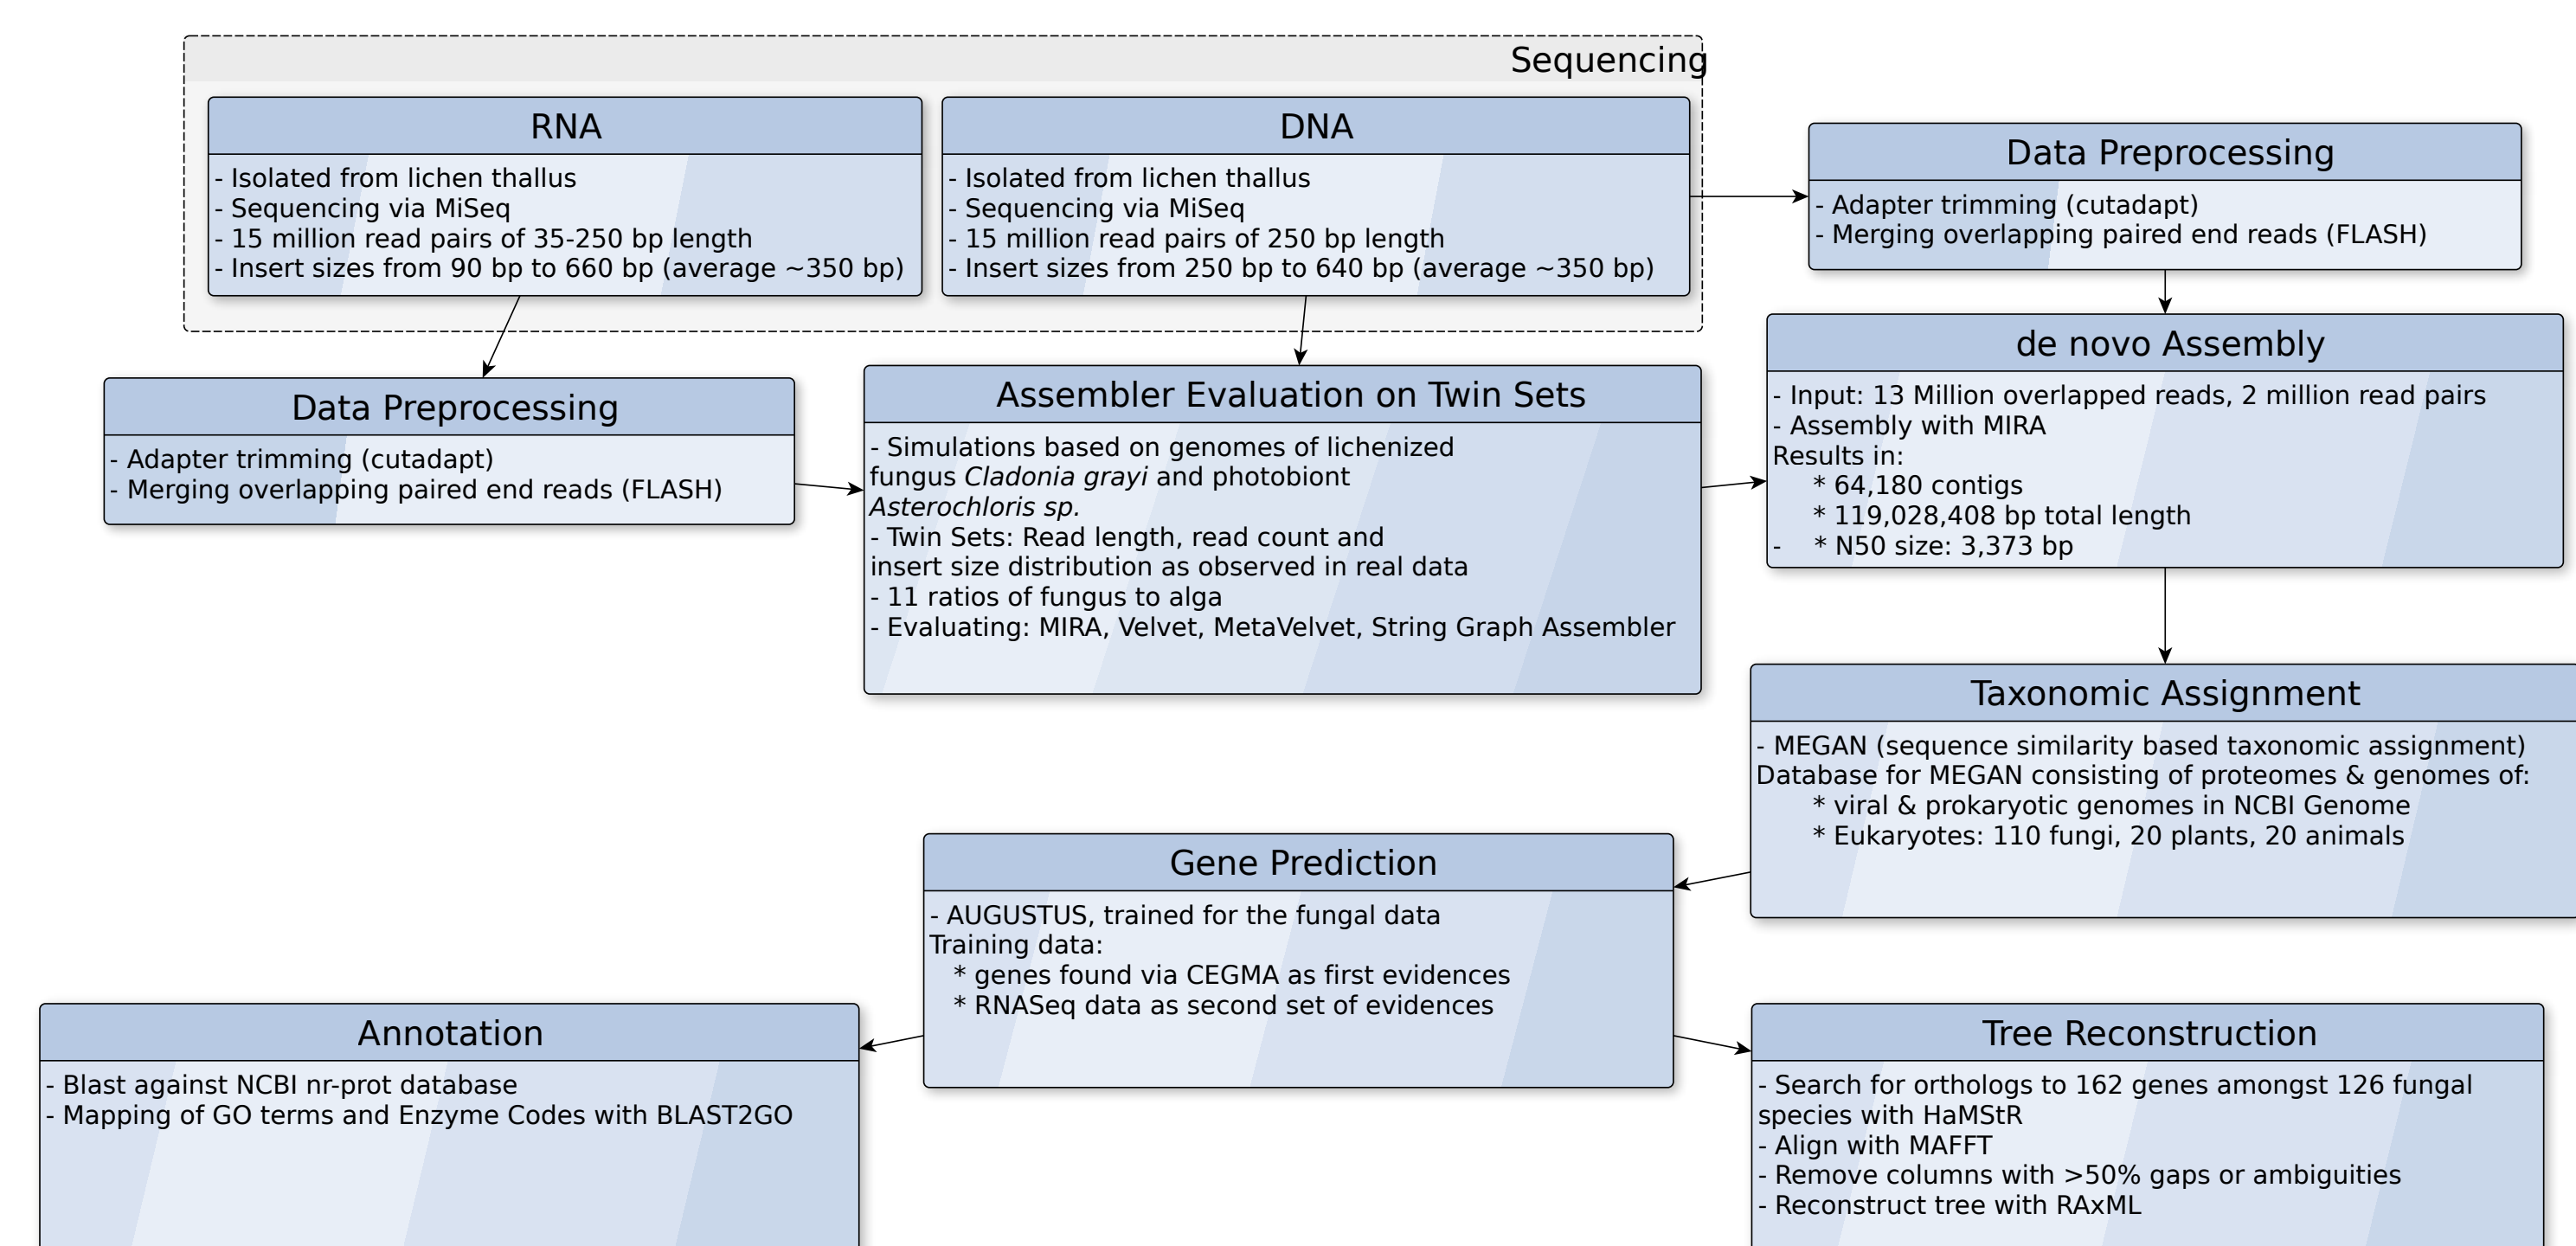 Sequencing
RNA
- Isolated from lichen thallus
- Sequencing via MiSeq
- 15 million read pairs of 35-250 bp length
- Insert sizes from 90 bp to 660 bp (average ~350 bp)
DNA
- Isolated from lichen thallus
- Sequencing via MiSeq
- 15 million read pairs of 250 bp length
- Insert sizes from 250 bp to 640 bp (average ~350 bp)
Data Preprocessing
- Adapter trimming (cutadapt)
- Merging overlapping paired end reads (FLASH)
Data Preprocessing
- Adapter trimming (cutadapt)
- Merging overlapping paired end reads (FLASH)
Assembler Evaluation on Twin Sets
- Simulations based on genomes of lichenized
fungus Cladonia grayi and photobiont
Asterochloris sp.
- Twin Sets: Read length, read count and
insert size distribution as observed in real data
- 11 ratios of fungus to alga
- Evaluating: MIRA, Velvet, MetaVelvet, String Graph Assembler
de novo Assembly
- Input: 13 Million overlapped reads, 2 million read pairs
- Assembly with MIRA
Results in:
* 64,180 contigs
* 119,028,408 bp total length
- * N50 size: 3,373 bp
Taxonomic Assignment
- MEGAN (sequence similarity based taxonomic assignment)
Database for MEGAN consisting of proteomes & genomes of:
* viral & prokaryotic genomes in NCBI Genome
* Eukaryotes: 110 fungi, 20 plants, 20 animals
Gene Prediction
- AUGUSTUS, trained for the fungal data
Training data:
* genes found via CEGMA as first evidences
* RNASeq data as second set of evidences
Annotation
- Blast against NCBI nr-prot database
- Mapping of GO terms and Enzyme Codes with BLAST2GO
Tree Reconstruction
- Search for orthologs to 162 genes amongst 126 fungal
species with HaMStR
- Align with MAFFT
- Remove columns with >50% gaps or ambiguities
- Reconstruct tree with RAxML